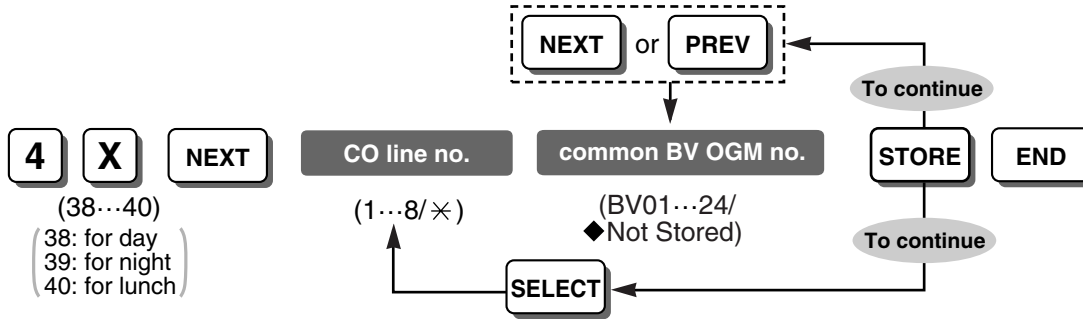 NEXT or PREV
To continue
4 X NEXT CO line no. common BV OGM no. STORE END
(38···40) (1···8/✳) (BV01···24/
◆Not Stored)
38: for day
39: for night
40: for lunch
To continue
SELECT